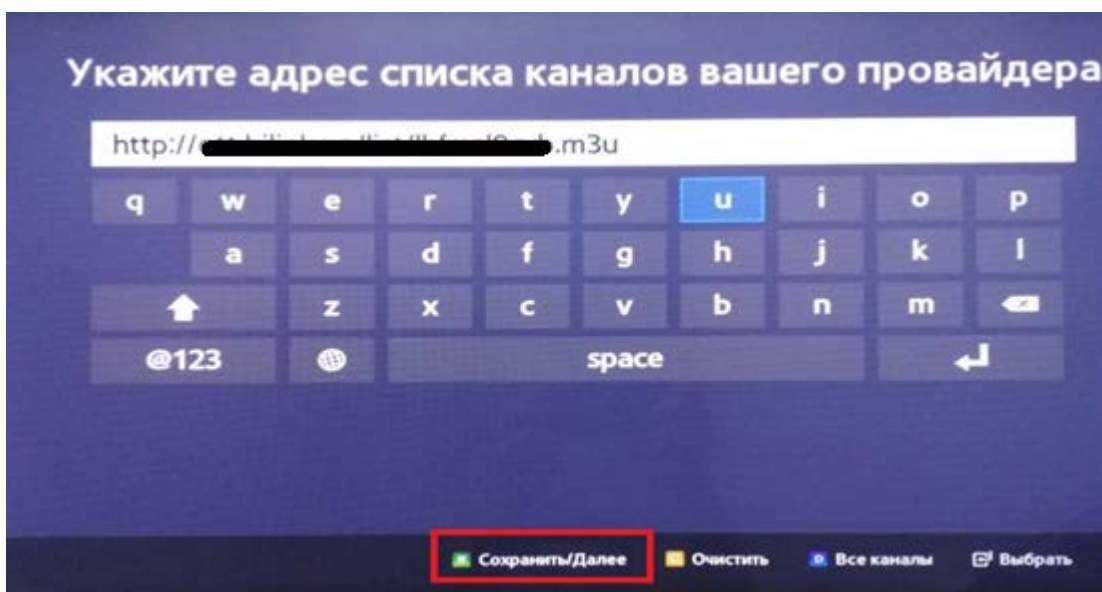 Укажите адрес списка каналов вашего провайдера
http:// .m3u
q w e r t y u i o p
a s d f g h j k l
z x c v b n m
@123 space
Сохранить/Далее Очистить D Все каналы Выбрать